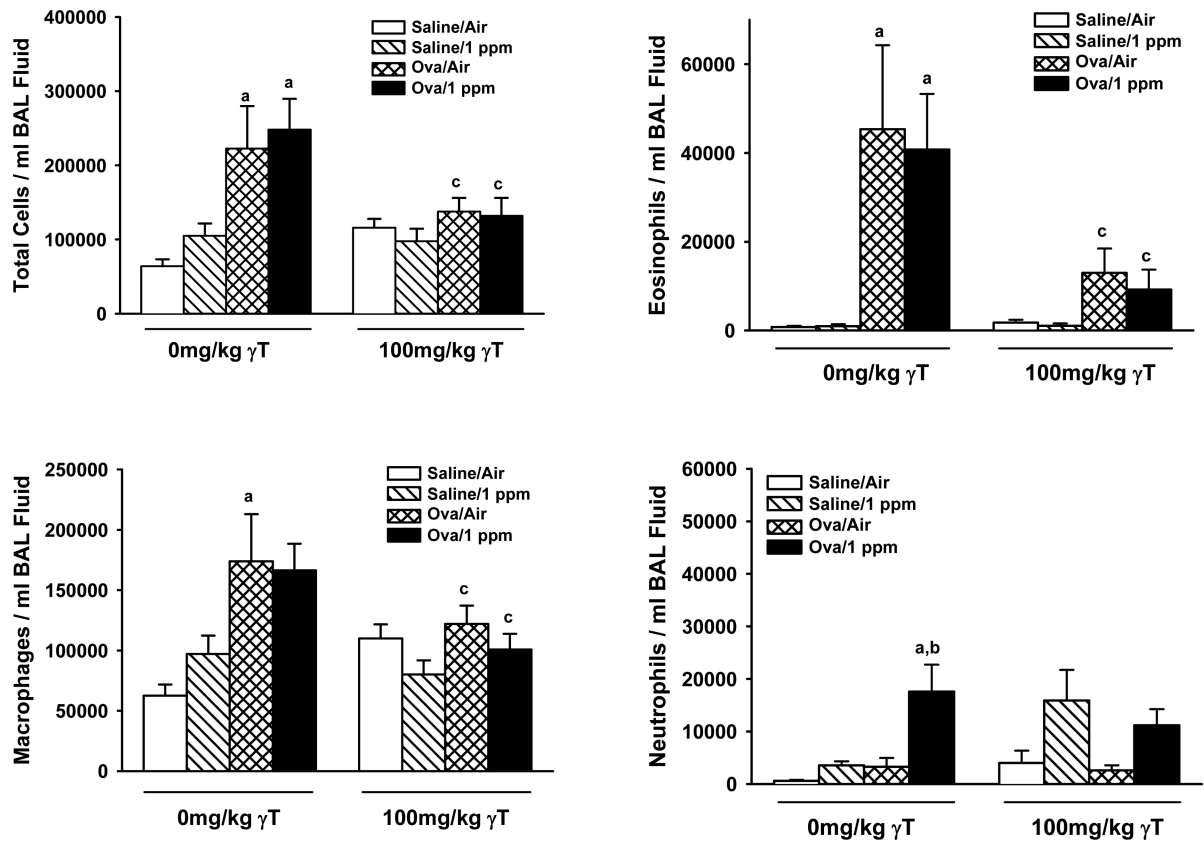 Total Cells / ml BAL Fluid
400000
300000
200000
100000
0
Saline/Air
Saline/1 ppm
Ova/Air
Ova/1 ppm
a
a
c
c
0mg/kg γT
100mg/kg γT
Eosinophils / ml BAL Fluid
60000
40000
20000
0
Saline/Air
Saline/1 ppm
Ova/Air
Ova/1 ppm
a
a
c
c
0mg/kg γT
100mg/kg γT
Macrophages / ml BAL Fluid
250000
200000
150000
100000
50000
0
Saline/Air
Saline/1 ppm
Ova/Air
Ova/1 ppm
a
c
c
0mg/kg γT
100mg/kg γT
Neutrophils / ml BAL Fluid
60000
50000
40000
30000
20000
10000
0
Saline/Air
Saline/1 ppm
Ova/Air
Ova/1 ppm
a,b
0mg/kg γT
100mg/kg γT